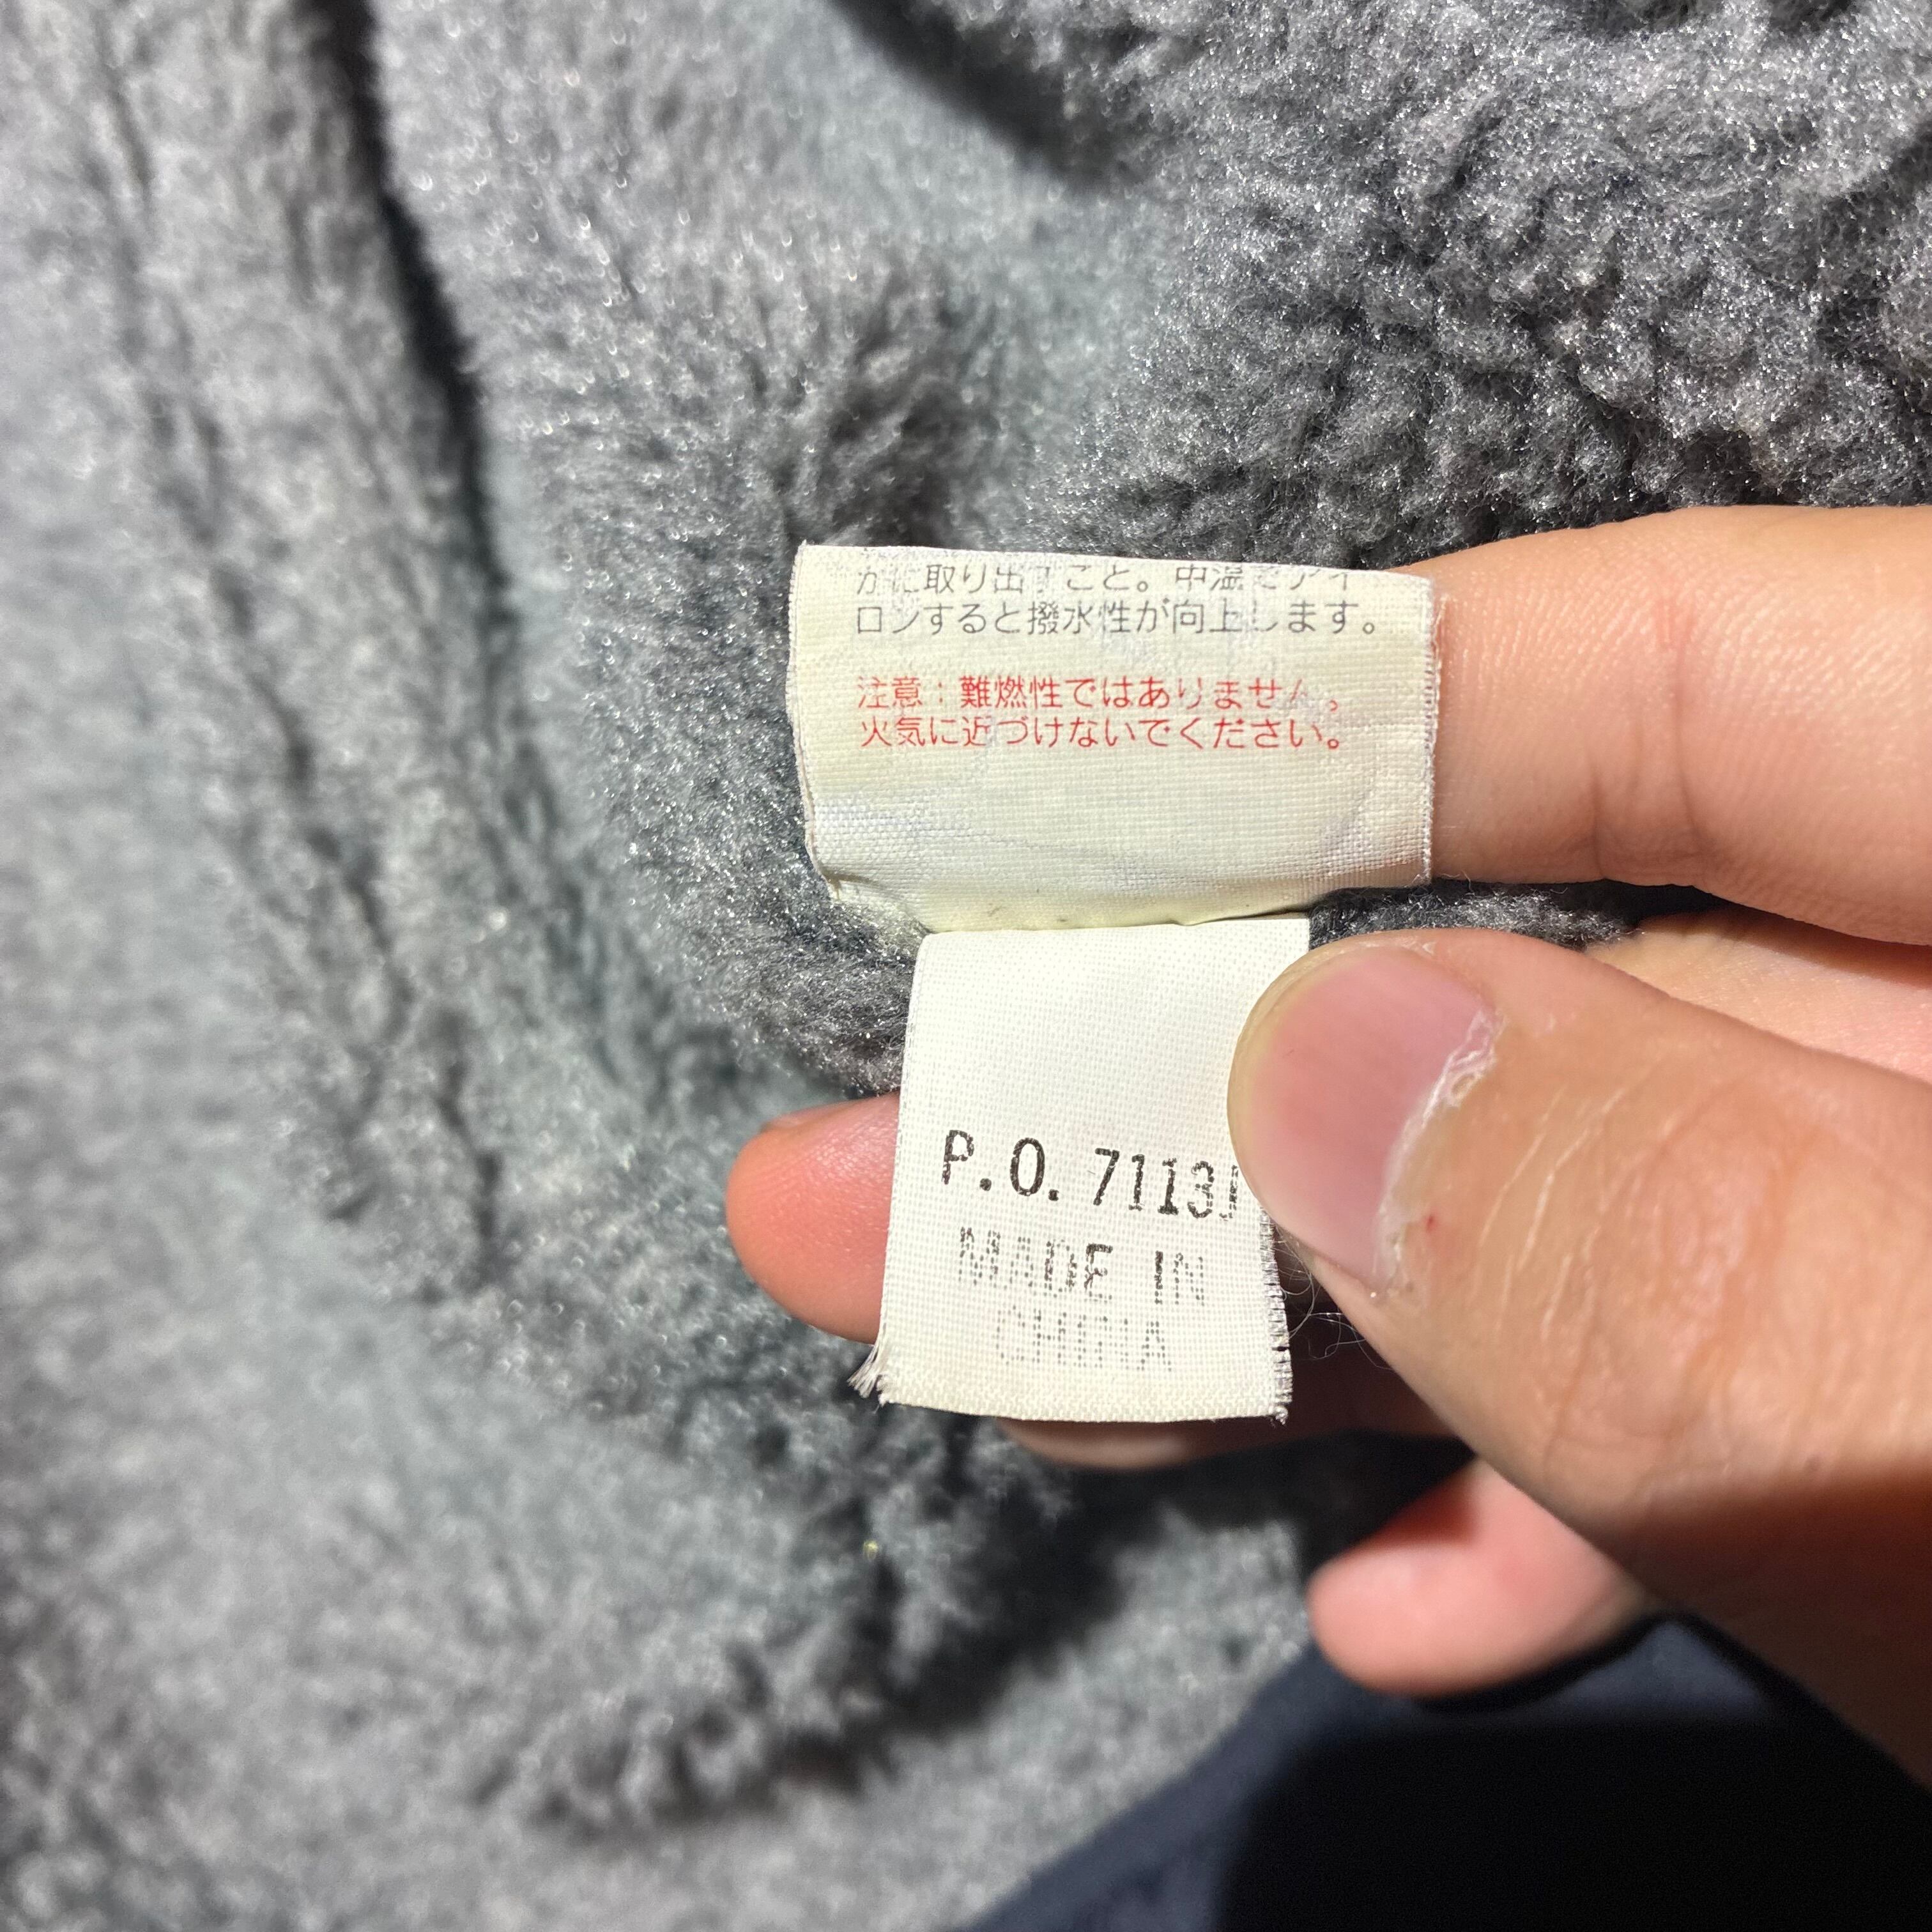 かに取り出すこと。中温でアイ
ロンすると撥水性が向上します。
注意：難燃性ではありません。
火気に近づけないでください。
P.O. 7113J
MADE IN
CHINA